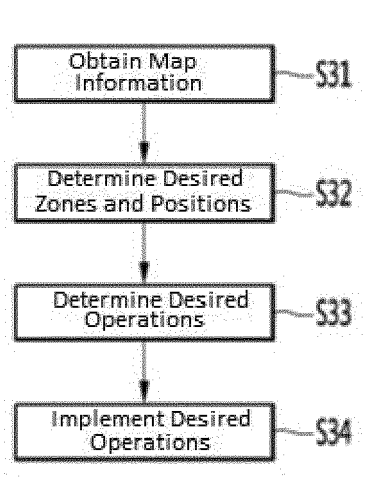 Obtain Map
Information
S31
Determine Desired
Zones and Positions
S32
Determine Desired
Operations
S33
Implement Desired
Operations
S34